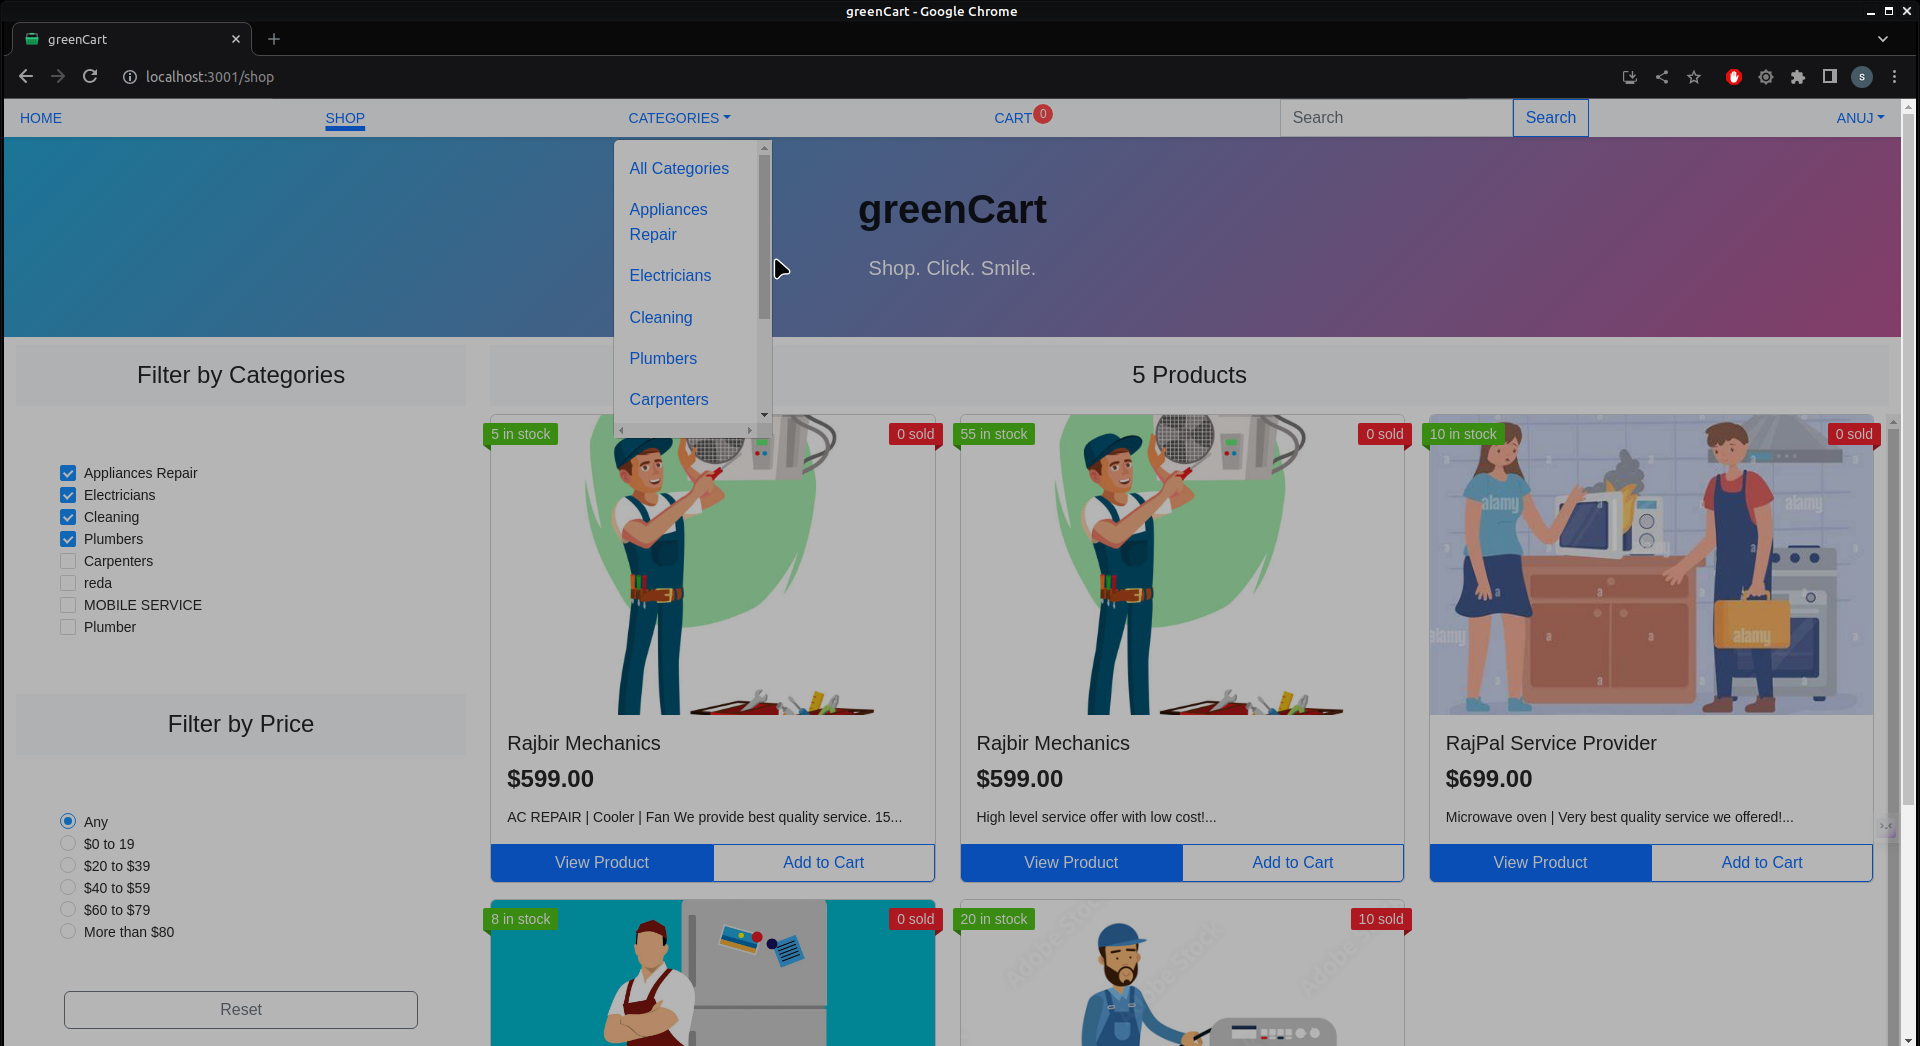 greenCart - Google Chrome
greenCart
localhost:3001/shop
S
HOME
SHOP
CATEGORIES
CART 0
Search
Search
ANUJ
All Categories
Appliances
Repair
Electricians
Cleaning
Plumbers
Carpenters
greenCart
Shop. Click. Smile.
Filter by Categories
Appliances Repair
Electricians
Cleaning
Plumbers
Carpenters
reda
MOBILE SERVICE
Plumber
Filter by Price
Any
$0 to 19
$20 to $39
$40 to $59
$60 to $79
More than $80
Reset
5 Products
5 in stock
0 sold
Rajbir Mechanics
$599.00
AC REPAIR | Cooler | Fan We provide best quality service. 15...
View Product
Add to Cart
55 in stock
0 sold
Rajbir Mechanics
$599.00
High level service offer with low cost!...
View Product
Add to Cart
10 in stock
0 sold
alamy
alamy
alamy
alamy
a
a
a
a
a
a
a
a
a
a
RajPal Service Provider
$699.00
Microwave oven | Very best quality service we offered!...
View Product
Add to Cart
8 in stock
0 sold
20 in stock
10 sold
Adobe Stock